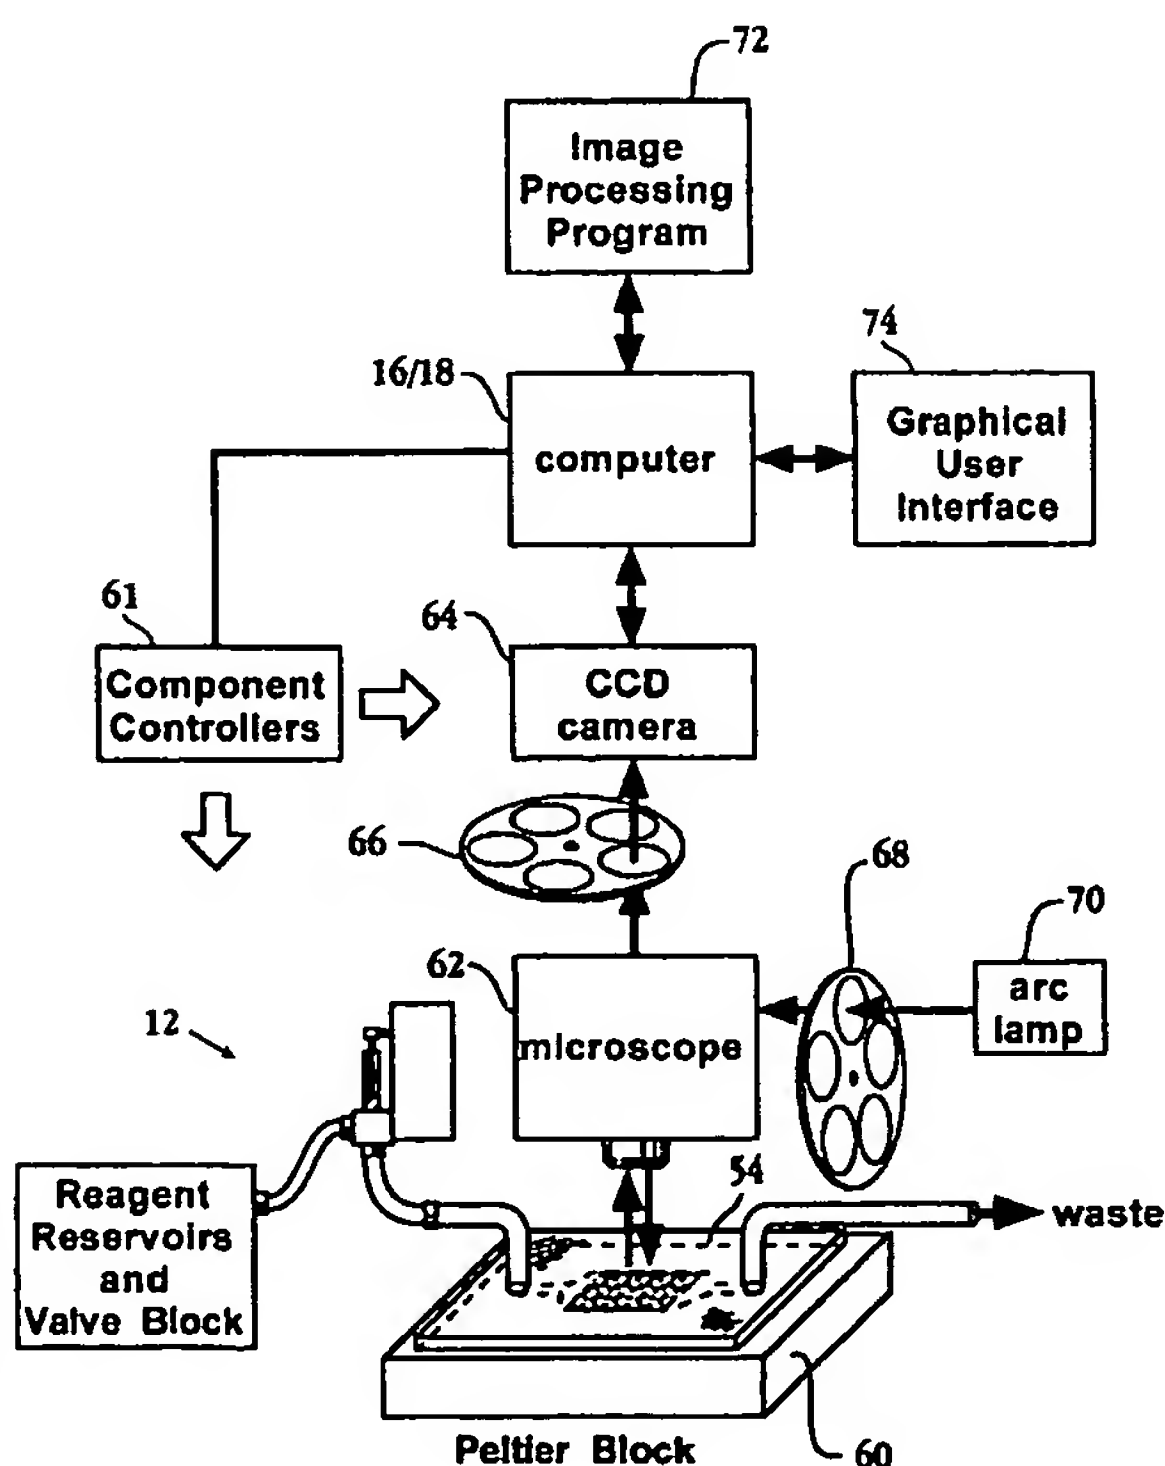 72
Image
Processing
Program
74
16/18
computer
Graphical
User
Interface
61
64
Component
Controllers
CCD
camera
66
68
70
62
arc
lamp
12
microscope
54
Reagent
Reservoirs
and
Valve Block
waste
Peltier Block
60